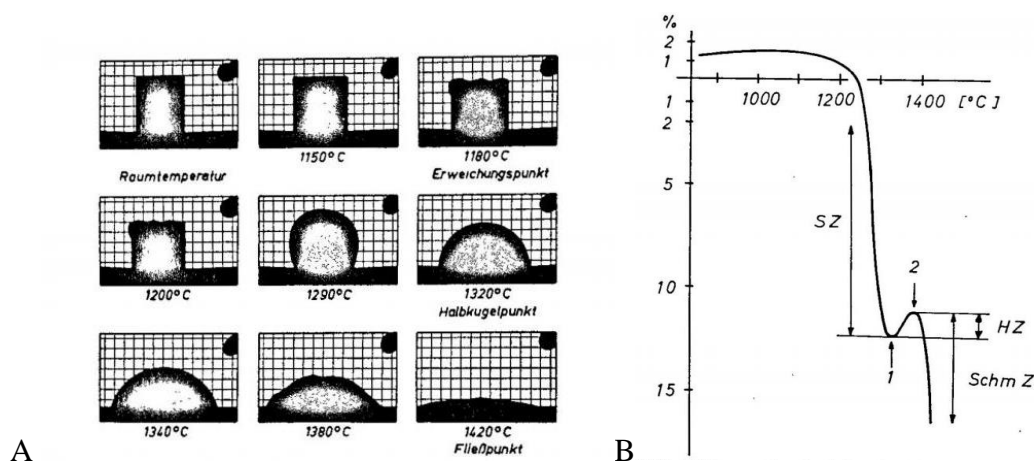 Raumtemperatur
1150°C
1180°C
Erweichungspunkt
1200°C
1290°C
1320°C
Halbkugelpunkt
1340°C
1380°C
1420°C
Fließpunkt
A
%
2
1
1000
1200
1400
[°C]
1
2
5
SZ
10
2
HZ
1
Schm Z
15
B